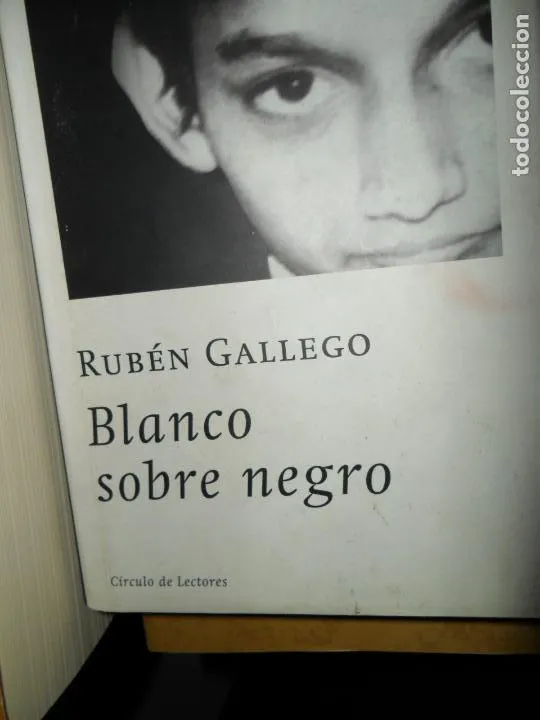 todocoleccion
RUBÉN GALLEGO
Blanco
sobre negro
Círculo de Lectores